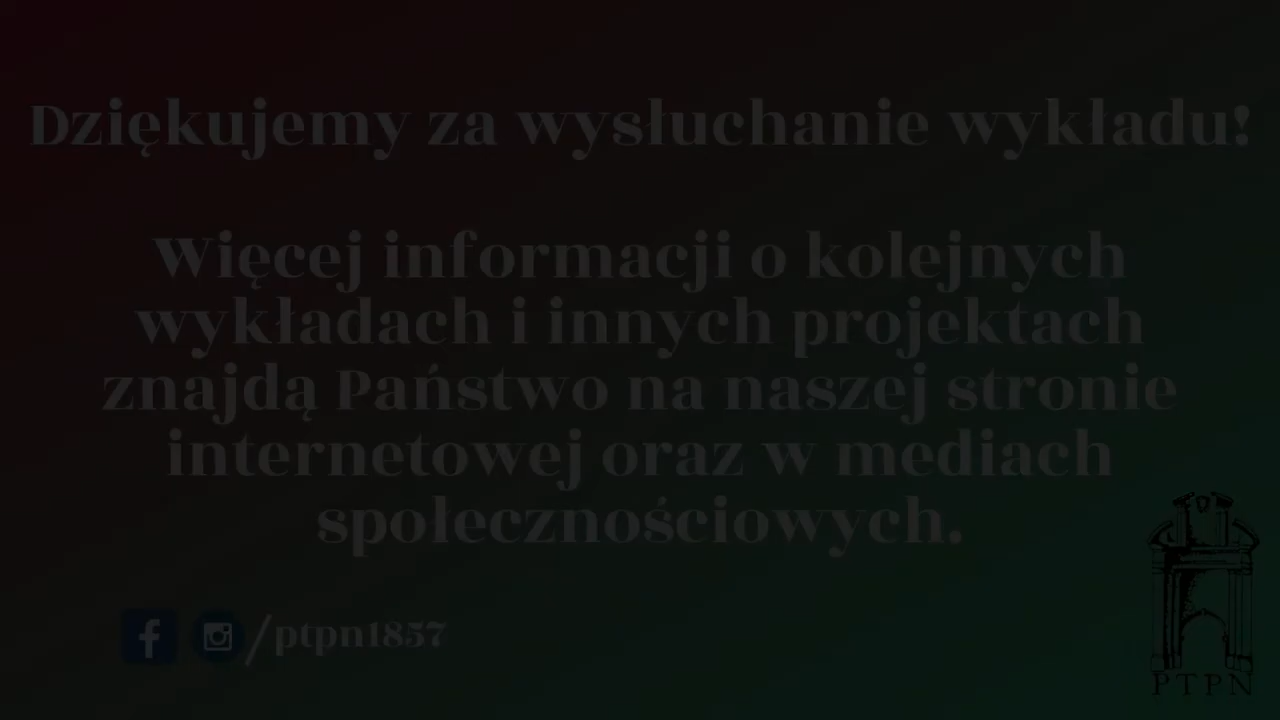 Dziękujemy za wysłuchanie wykładu!
Więcej informacji o kolejnych
wykładach i innych projektach
znajdą Państwo na naszej stronie
internetowej oraz w mediach
społecznościowych.
/ptpn1857
PTPN